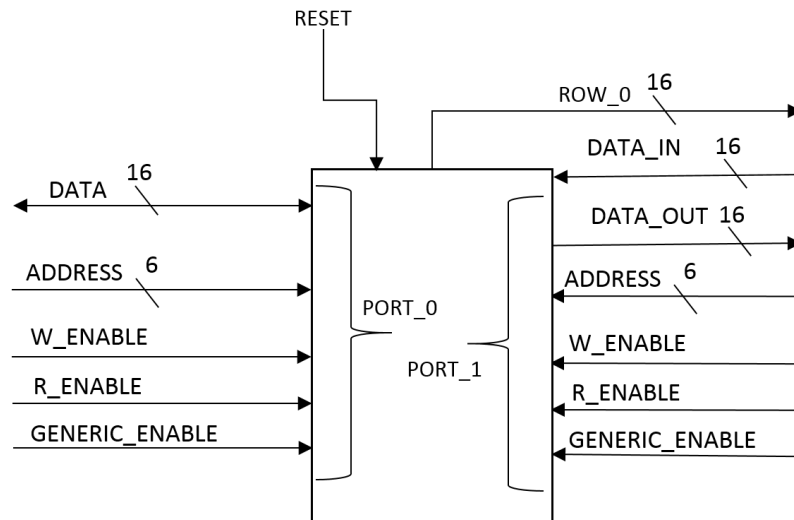 RESET
ROW_0 16
DATA 16
DATA_IN 16
DATA_OUT 16
ADDRESS 6
ADDRESS 6
PORT_0
W_ENABLE
W_ENABLE
PORT_1
R_ENABLE
R_ENABLE
GENERIC_ENABLE
GENERIC_ENABLE